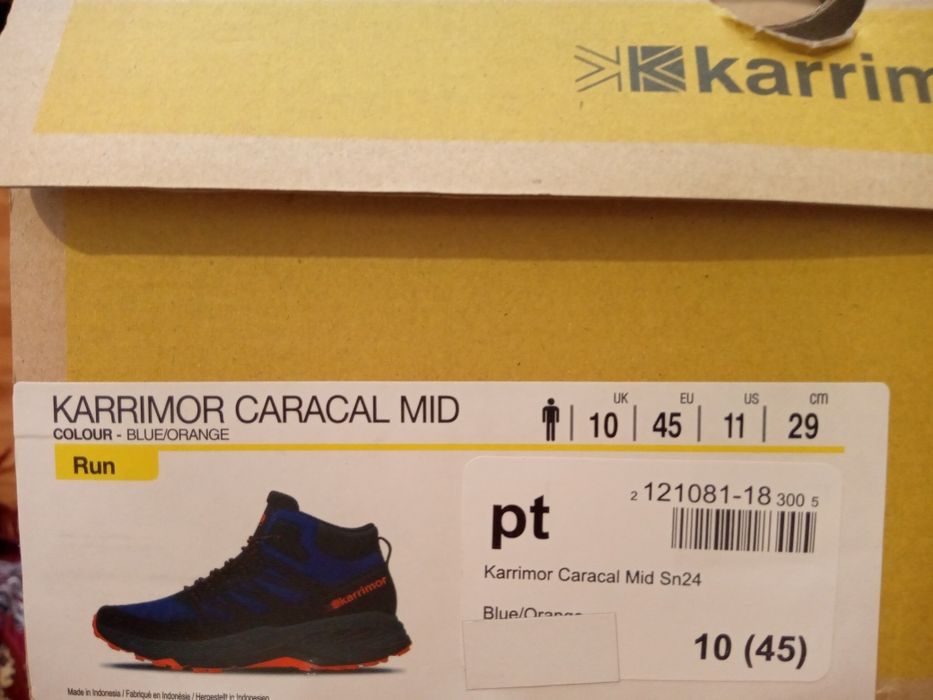 karrim
KARRIMOR CARACAL MID
COLOUR - BLUE/ORANGE
UK EU US cm
10 45 11 29
Run
karrimor
pt
2 121081-18 300 5
Karrimor Caracal Mid Sn24
Blue/Orange
10 (45)
Made in Indonesia / Fabriqué en Indonésie / Hergestellt in Indonesien